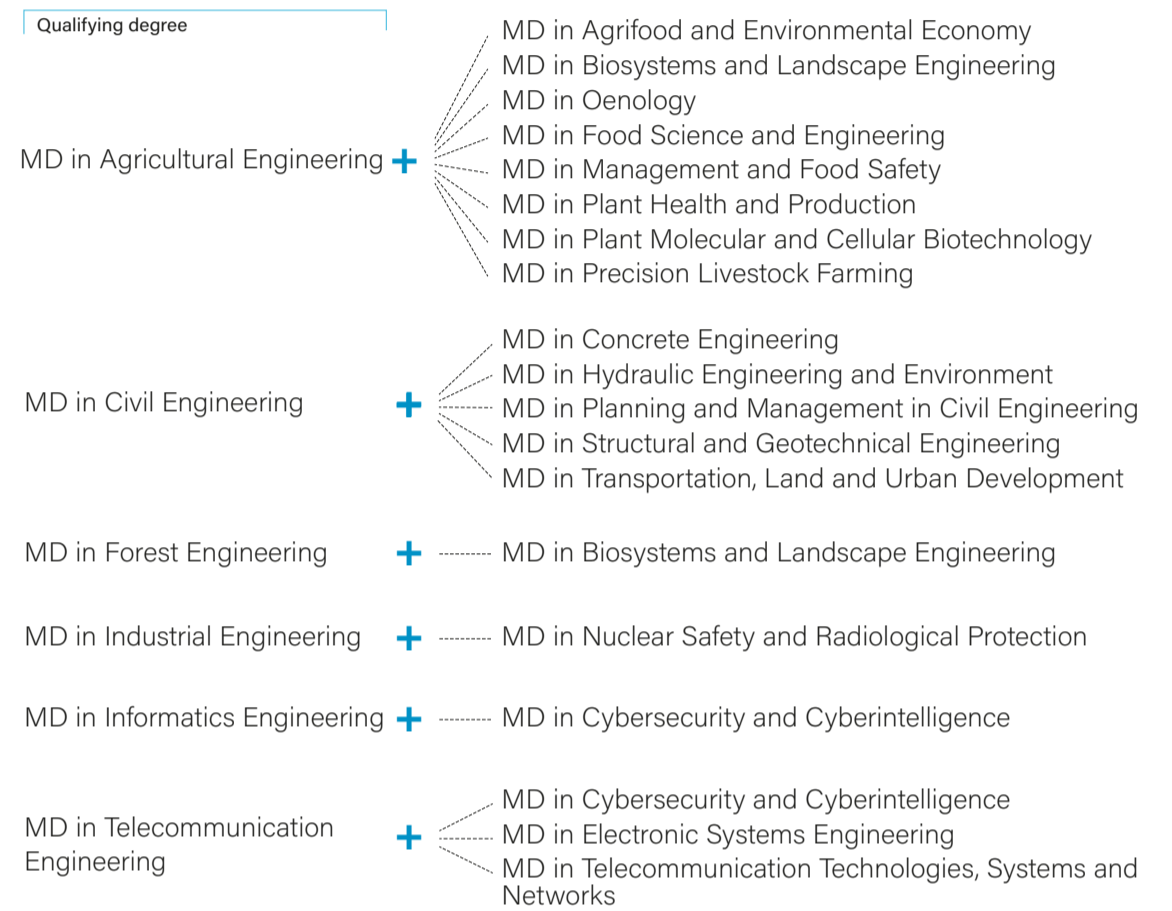 Qualifying degree
MD in Agricultural Engineering +
MD in Agrifood and Environmental Economy
MD in Biosystems and Landscape Engineering
MD in Oenology
MD in Food Science and Engineering
MD in Management and Food Safety
MD in Plant Health and Production
MD in Plant Molecular and Cellular Biotechnology
MD in Precision Livestock Farming
MD in Civil Engineering +
MD in Concrete Engineering
MD in Hydraulic Engineering and Environment
MD in Planning and Management in Civil Engineering
MD in Structural and Geotechnical Engineering
MD in Transportation, Land and Urban Development
MD in Forest Engineering +
MD in Biosystems and Landscape Engineering
MD in Industrial Engineering +
MD in Nuclear Safety and Radiological Protection
MD in Informatics Engineering +
MD in Cybersecurity and Cyberintelligence
MD in Telecommunication
Engineering +
MD in Cybersecurity and Cyberintelligence
MD in Electronic Systems Engineering
MD in Telecommunication Technologies, Systems and
Networks